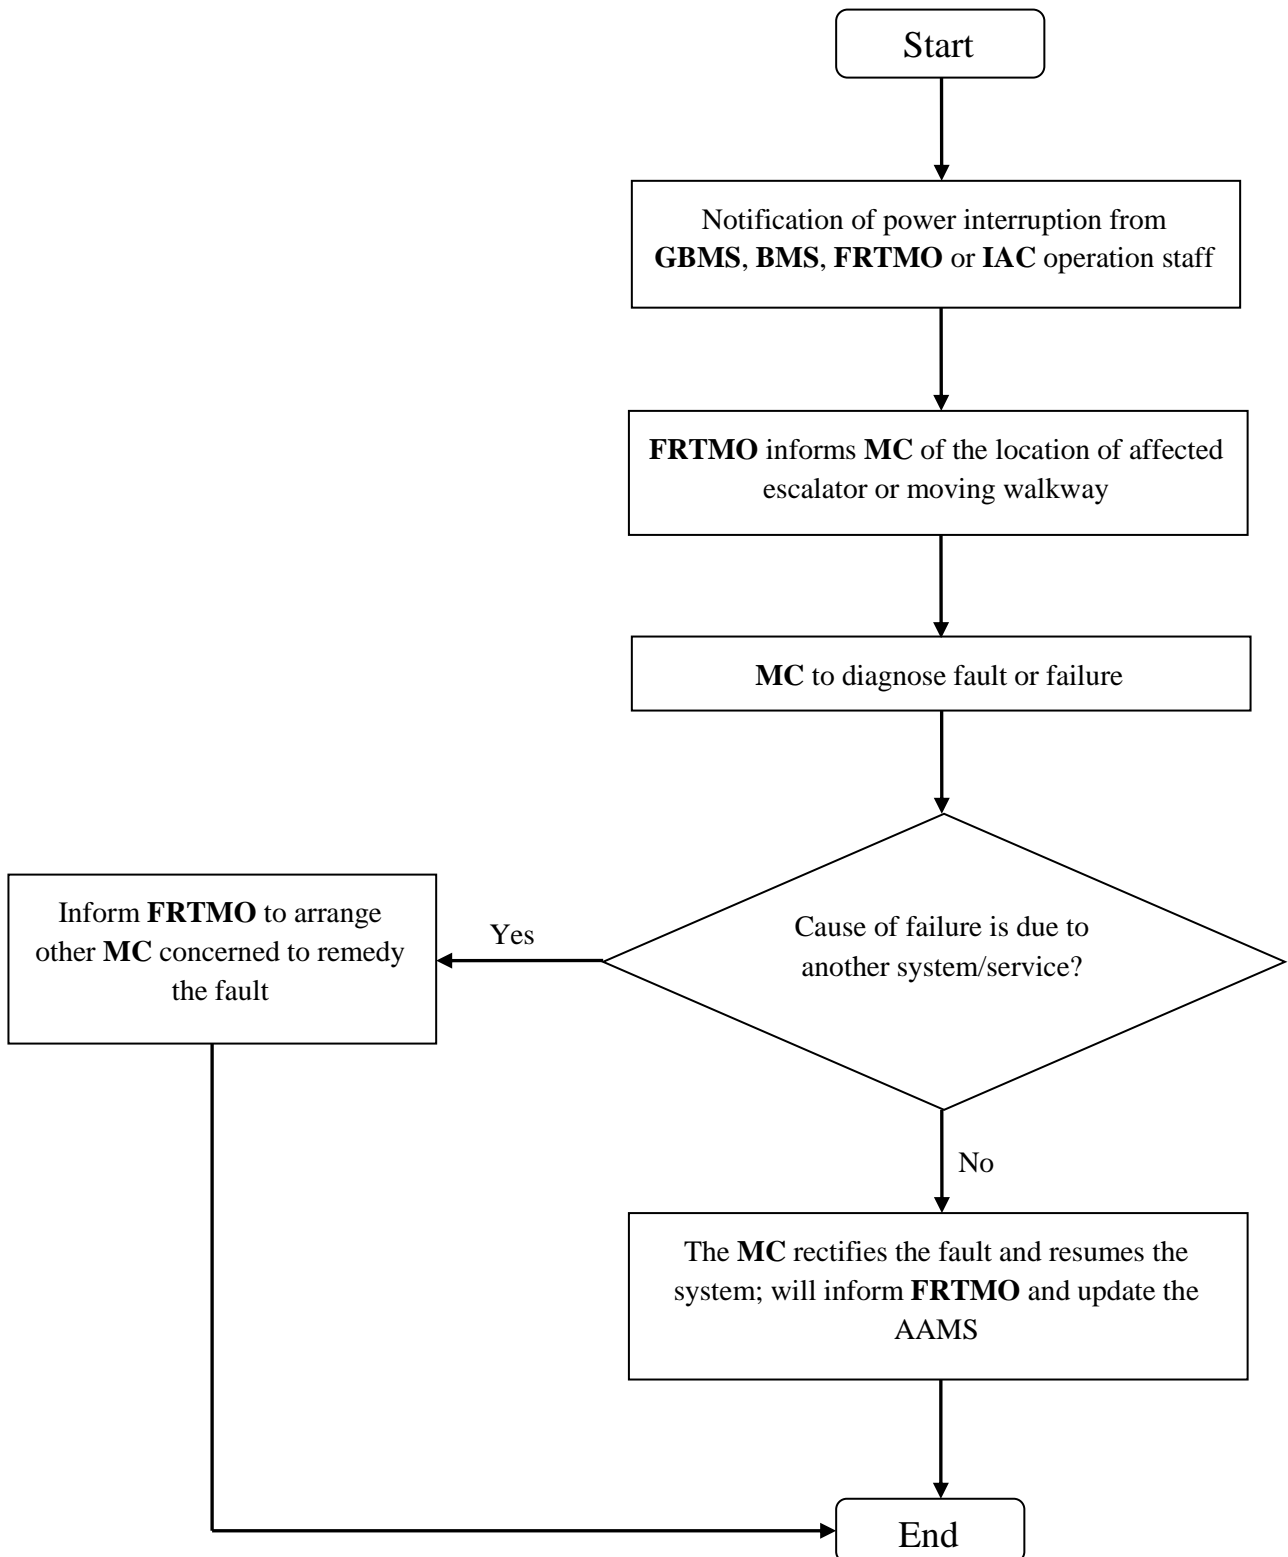 Start
Notification of power interruption from
GBMS, BMS, FRTMO or IAC operation staff
FRTMO informs MC of the location of affected
escalator or moving walkway
MC to diagnose fault or failure
Cause of failure is due to
another system/service?
Yes
Inform FRTMO to arrange
other MC concerned to remedy
the fault
No
The MC rectifies the fault and resumes the
system; will inform FRTMO and update the
AAMS
End